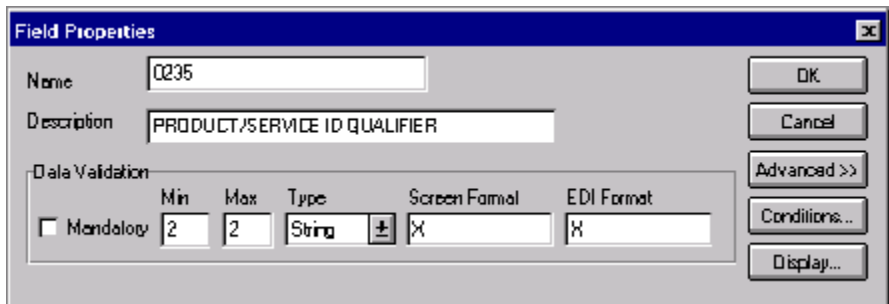 Field Properties
Name 0235 OK
Description PRODUCT/SERVICE ID QUALIFIER Cancel
Data Validation Advanced >>
Min Max Type Screen Format EDI Format
Mandatory 2 2 String X X Conditions...
Display...